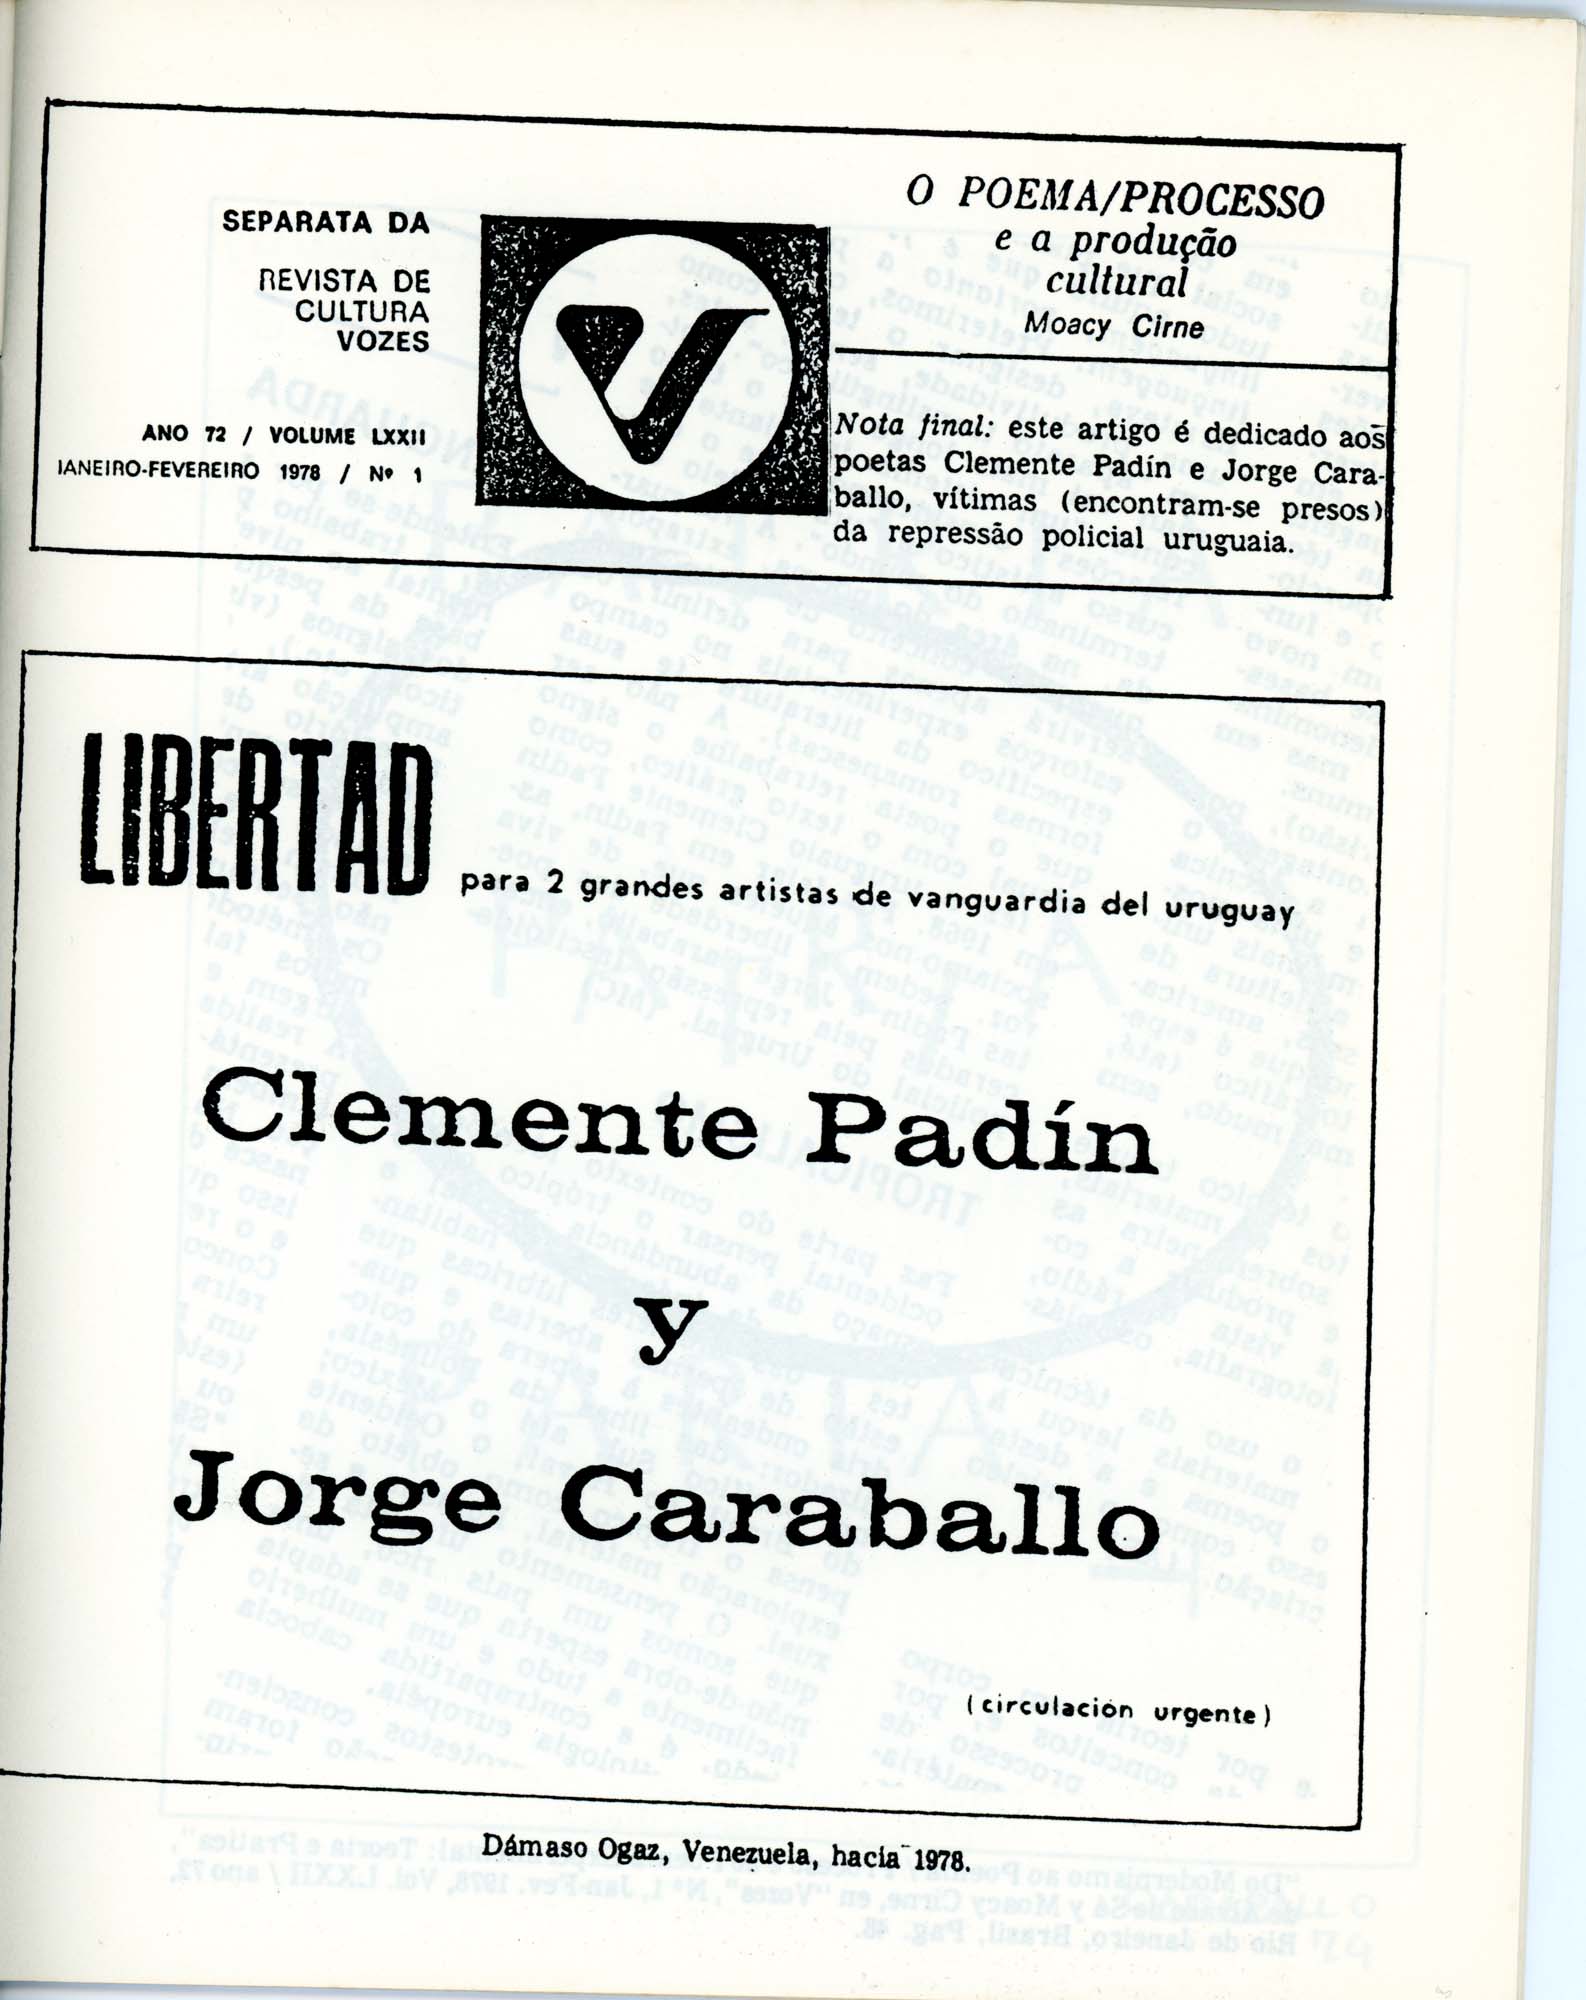 SEPARATA DA
REVISTA DE
CULTURA
VOZES
ANO 72 / VOLUME LXXII
JANEIRO-FEVEREIRO 1978 / Nº 1
O POEMA/PROCESSO
e a produção
cultural
Moacy Cirne
Nota final: este artigo é dedicado aos
poetas Clemente Padín e Jorge Cara-
ballo, vítimas (encontram-se presos)
da repressão policial uruguaia.
LIBERTAD
para 2 grandes artistas de vanguardia del uruguay
Clemente Padín
y
Jorge Caraballo
(circulación urgente)
Dámaso Ogaz, Venezuela, hacía 1978.